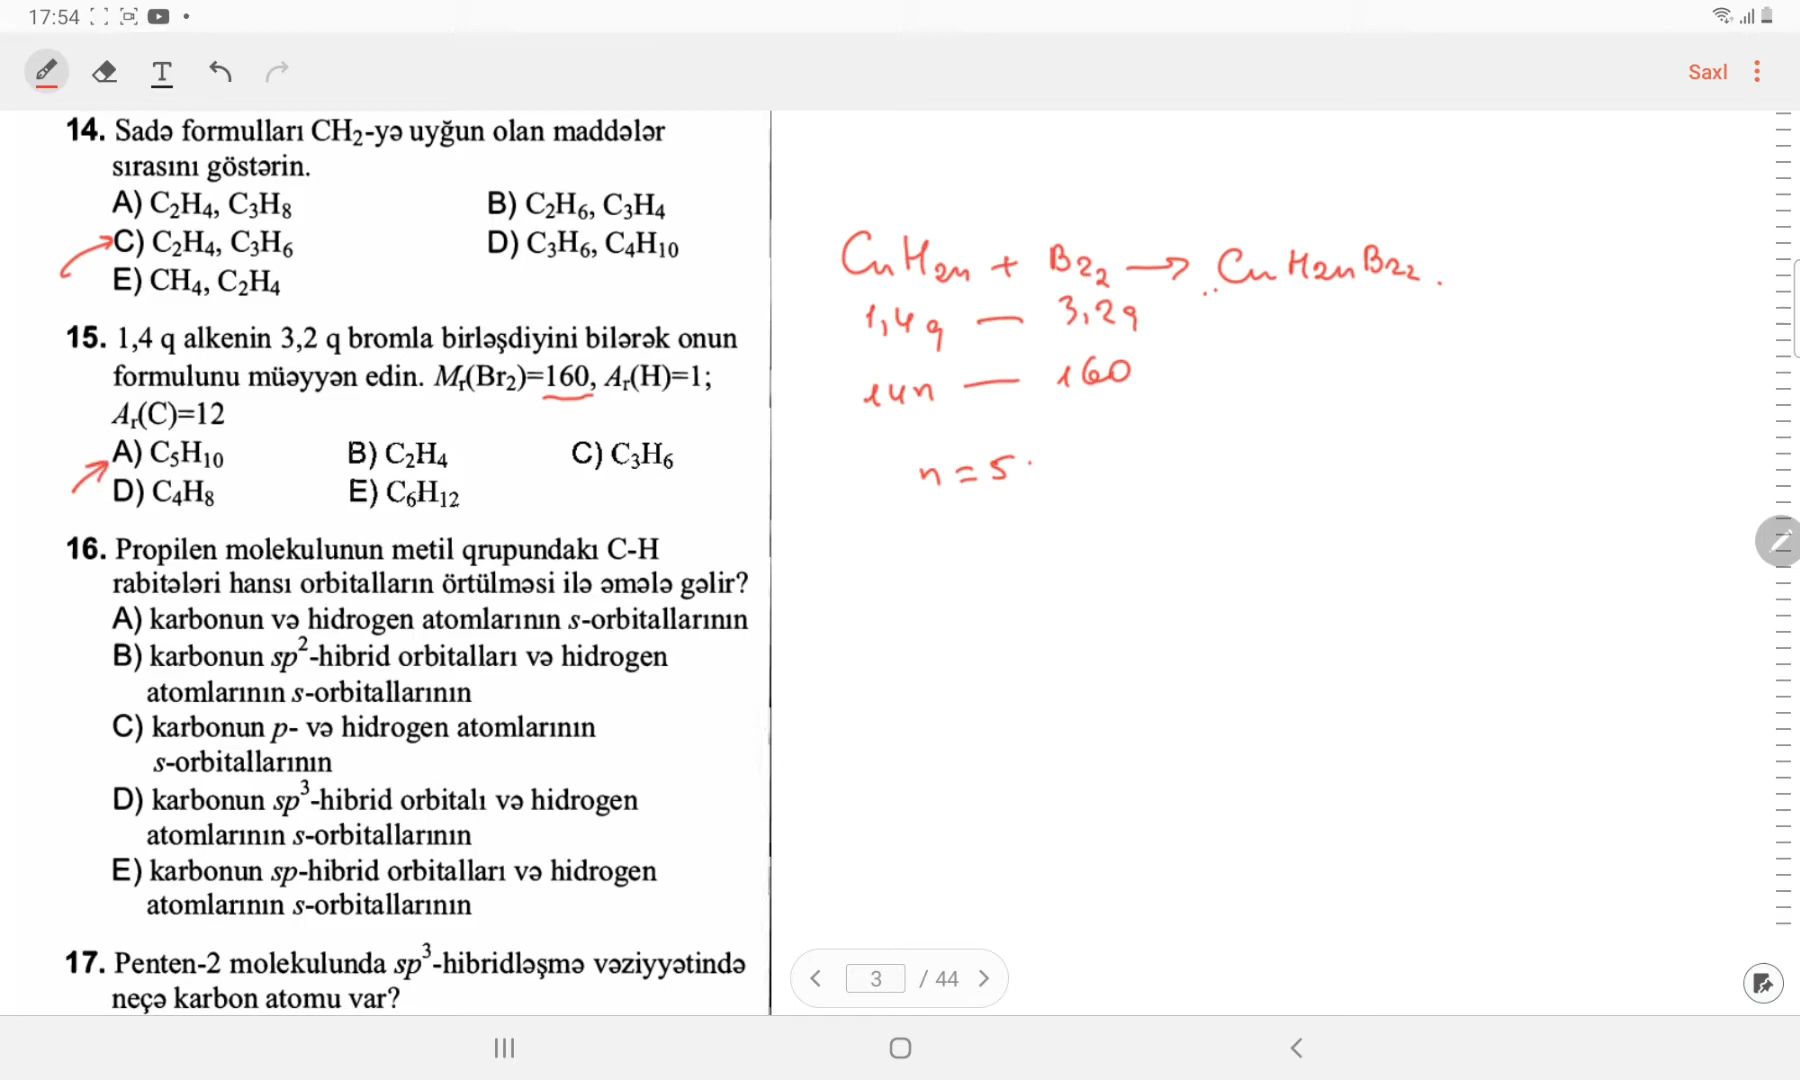 17:54
T
Saxl
14. Sadə formulları CH₂-yə uyğun olan maddələr
sırasını göstərin.
A) C₂H₄, C₃H₈ B) C₂H₆, C₃H₄
C) C₂H₄, C₃H₆ D) C₃H₆, C₄H₁₀
E) CH₄, C₂H₄
15. 1,4 q alkenin 3,2 q bromla birləşdiyini bilərək onun
formulunu müəyyən edin. Mr(Br₂)=160, Ar(H)=1;
Ar(C)=12
A) C₅H₁₀ B) C₂H₄ C) C₃H₆
D) C₄H₈ E) C₆H₁₂
16. Propilen molekulunun metil qrupundakı C-H
rabitələri hansı orbitalların örtülməsi ilə əmələ gəlir?
A) karbonun və hidrogen atomlarının s-orbitallarının
B) karbonun sp²-hibrid orbitalları və hidrogen
atomlarının s-orbitallarının
C) karbonun p- və hidrogen atomlarının
s-orbitallarının
D) karbonun sp³-hibrid orbitalı və hidrogen
atomlarının s-orbitallarının
E) karbonun sp-hibrid orbitalları və hidrogen
atomlarının s-orbitallarının
17. Penten-2 molekulunda sp³-hibridləşmə vəziyyətində
neçə karbon atomu var?
CnH2n + Br₂ → CnH2nBr₂.
1,4q — 3,2q
14n — 160
n = 5.
3 / 44